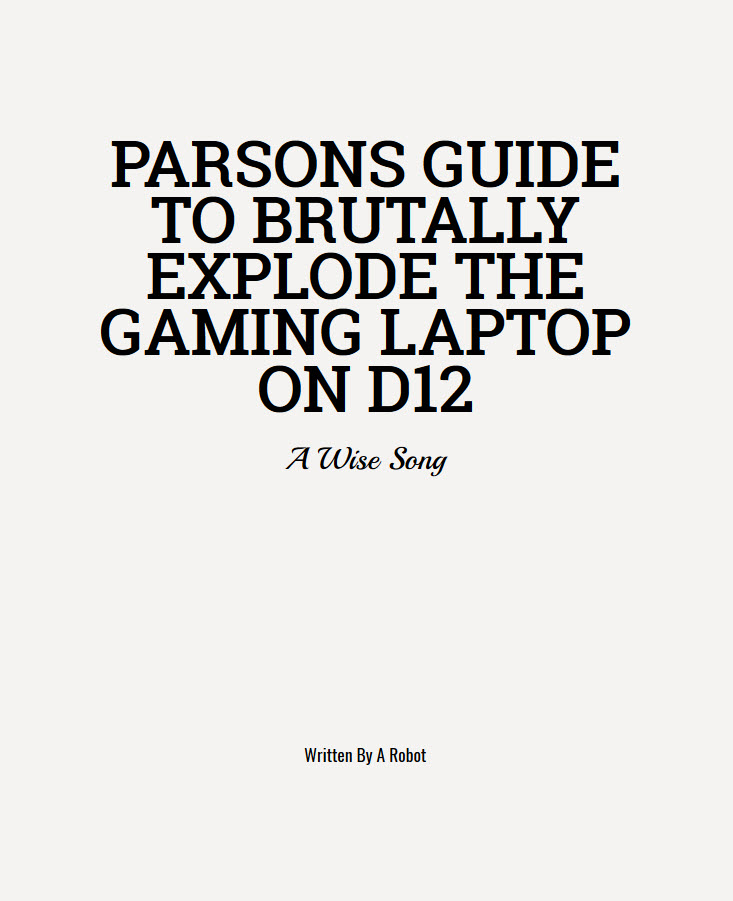 PARSONS GUIDE
TO BRUTALLY
EXPLODE THE
GAMING LAPTOP
ON D12
A Wise Song
Written By A Robot